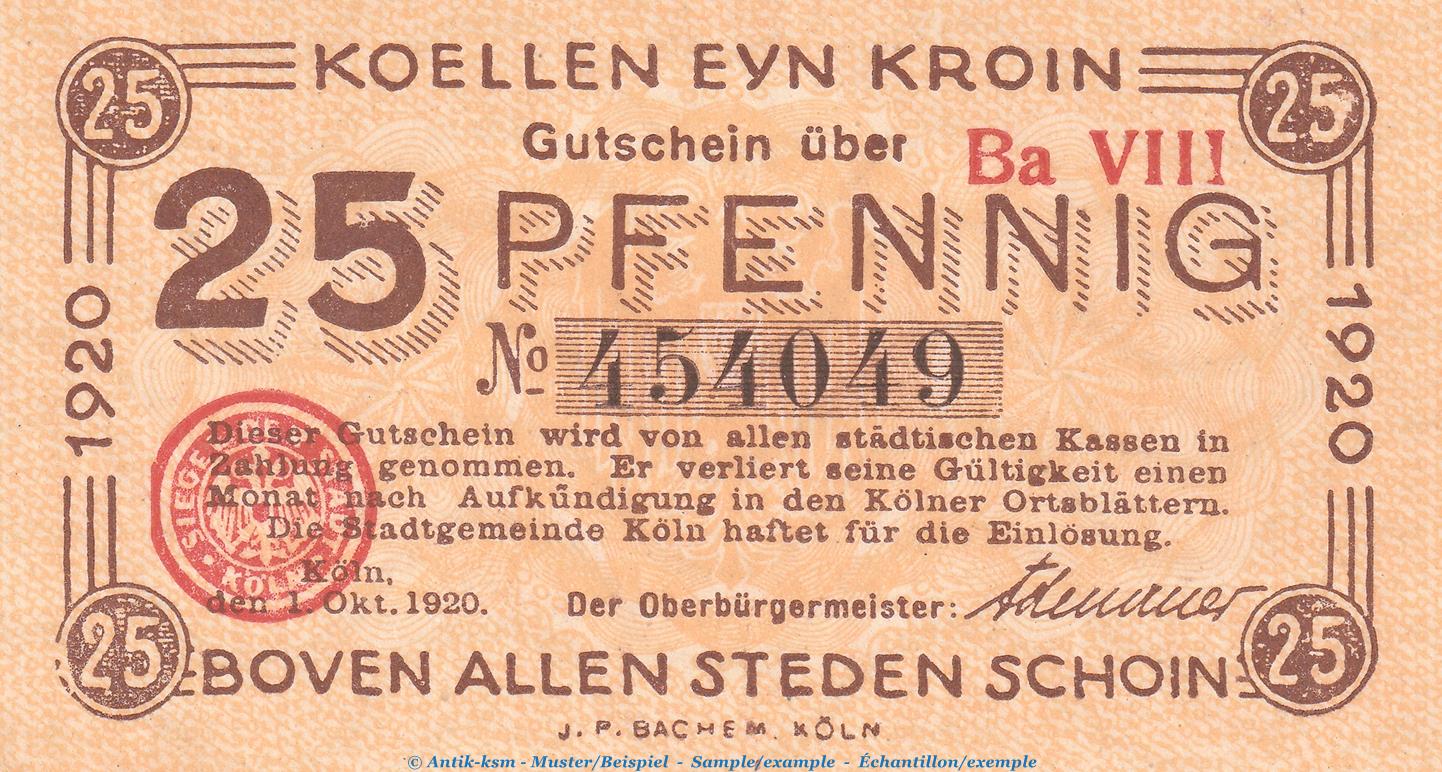 25 KOELLEN EYN KROIN 25
Gutschein über Ba VIII
25 PFENNIG
No 454049
1920
1920
Dieser Gutschein wird von allen städtischen Kassen in
Zahlung genommen. Er verliert seine Gültigkeit einen
Monat nach Aufkündigung in den Kölner Ortsblättern.
Die Stadtgemeinde Köln haftet für die Einlösung.
Köln,
den 1. Okt. 1920. Der Oberbürgermeister: Adenauer
SIEGEL KÖLN
25 BOVEN ALLEN STEDEN SCHOIN 25
J. P. BACHEM. KÖLN
© Antik-ksm - Muster/Beispiel - Sample/example - Échantillon/exemple